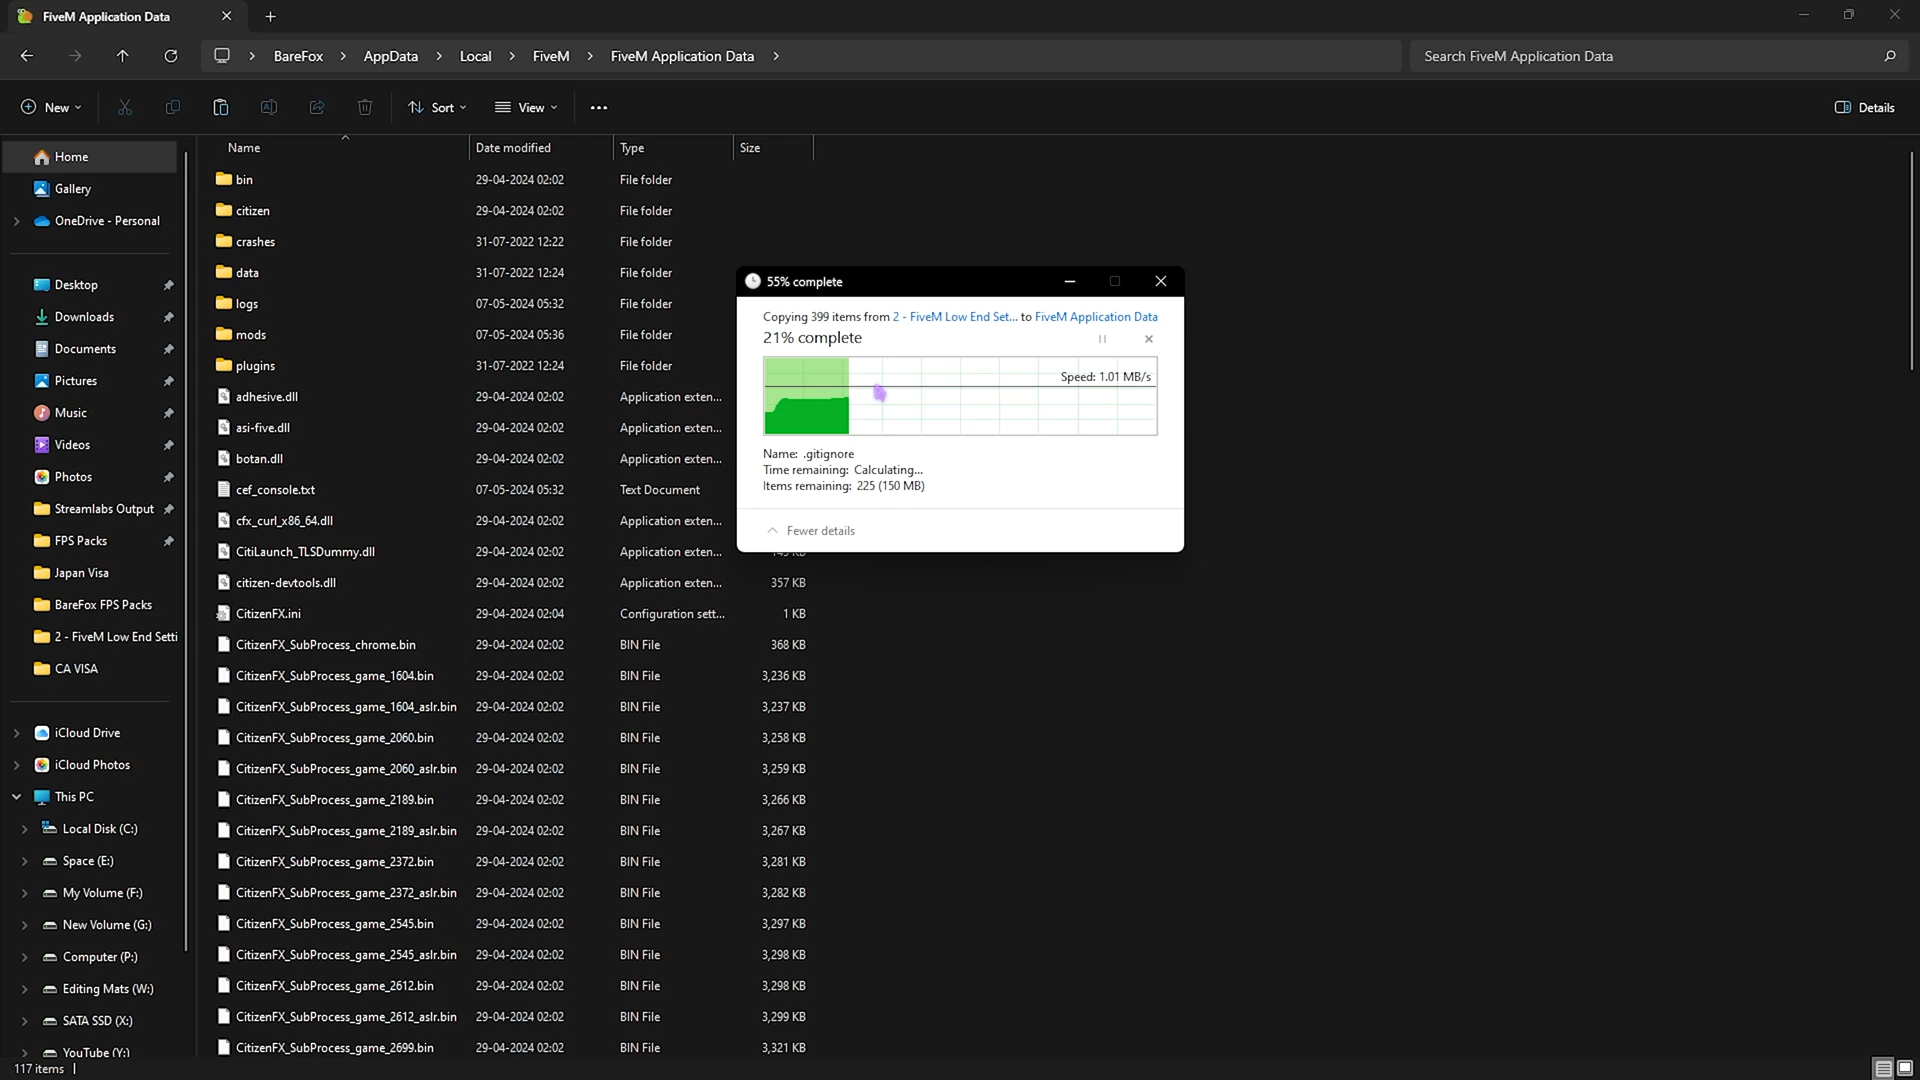 FiveM Application Data
BareFox > AppData > Local > FiveM > FiveM Application Data >
Search FiveM Application Data
New
Sort
View
Details
Name Date modified Type Size
Home
Gallery
OneDrive - Personal
Desktop
Downloads
Documents
Pictures
Music
Videos
Photos
Streamlabs Output
FPS Packs
Japan Visa
BareFox FPS Packs
2 - FiveM Low End Setti
CA VISA
iCloud Drive
iCloud Photos
This PC
Local Disk (C:)
Space (E:)
My Volume (F:)
New Volume (G:)
Computer (P:)
Editing Mats (W:)
SATA SSD (X:)
YouTube (Y:)
bin 29-04-2024 02:02 File folder
citizen 29-04-2024 02:02 File folder
crashes 31-07-2022 12:22 File folder
data 31-07-2022 12:24 File folder
logs 07-05-2024 05:32 File folder
mods 07-05-2024 05:36 File folder
plugins 31-07-2022 12:24 File folder
adhesive.dll 29-04-2024 02:02 Application exten...
asi-five.dll 29-04-2024 02:02 Application exten...
botan.dll 29-04-2024 02:02 Application exten...
cef_console.txt 07-05-2024 05:32 Text Document
cfx_curl_x86_64.dll 29-04-2024 02:02 Application exten...
CitiLaunch_TLSDummy.dll 29-04-2024 02:02 Application exten...
citizen-devtools.dll 29-04-2024 02:02 Application exten... 357 KB
CitizenFX.ini 29-04-2024 02:04 Configuration sett... 1 KB
CitizenFX_SubProcess_chrome.bin 29-04-2024 02:02 BIN File 368 KB
CitizenFX_SubProcess_game_1604.bin 29-04-2024 02:02 BIN File 3,236 KB
CitizenFX_SubProcess_game_1604_aslr.bin 29-04-2024 02:02 BIN File 3,237 KB
CitizenFX_SubProcess_game_2060.bin 29-04-2024 02:02 BIN File 3,258 KB
CitizenFX_SubProcess_game_2060_aslr.bin 29-04-2024 02:02 BIN File 3,259 KB
CitizenFX_SubProcess_game_2189.bin 29-04-2024 02:02 BIN File 3,266 KB
CitizenFX_SubProcess_game_2189_aslr.bin 29-04-2024 02:02 BIN File 3,267 KB
CitizenFX_SubProcess_game_2372.bin 29-04-2024 02:02 BIN File 3,281 KB
CitizenFX_SubProcess_game_2372_aslr.bin 29-04-2024 02:02 BIN File 3,282 KB
CitizenFX_SubProcess_game_2545.bin 29-04-2024 02:02 BIN File 3,297 KB
CitizenFX_SubProcess_game_2545_aslr.bin 29-04-2024 02:02 BIN File 3,298 KB
CitizenFX_SubProcess_game_2612.bin 29-04-2024 02:02 BIN File 3,298 KB
CitizenFX_SubProcess_game_2612_aslr.bin 29-04-2024 02:02 BIN File 3,299 KB
CitizenFX_SubProcess_game_2699.bin 29-04-2024 02:02 BIN File 3,321 KB
55% complete
Copying 399 items from 2 - FiveM Low End Set... to FiveM Application Data
21% complete
Speed: 1.01 MB/s
Name: .gitignore
Time remaining: Calculating...
Items remaining: 225 (150 MB)
Fewer details
117 items